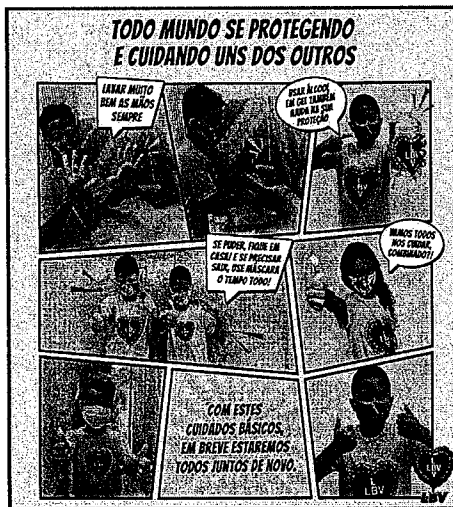 TODO MUNDO SE PROTEGENDO
E CUIDANDO UNS DOS OUTROS
LAVAR MUITO
BEM AS MÃOS
SEMPRE
USAR ÁLCOOL
EM GEL TAMBÉM
AJUDA NA SUA
PROTEÇÃO
SE PUDER, FIQUE EM
CASA! E SE PRECISAR
SAIR, USE MÁSCARA
O TEMPO TODO!
VAMOS TODOS
NOS CUIDAR,
COMBINADO?!
COM ESTES
CUIDADOS BÁSICOS,
EM BREVE ESTAREMOS
TODOS JUNTOS DE NOVO.
LBV
LBV
LBV